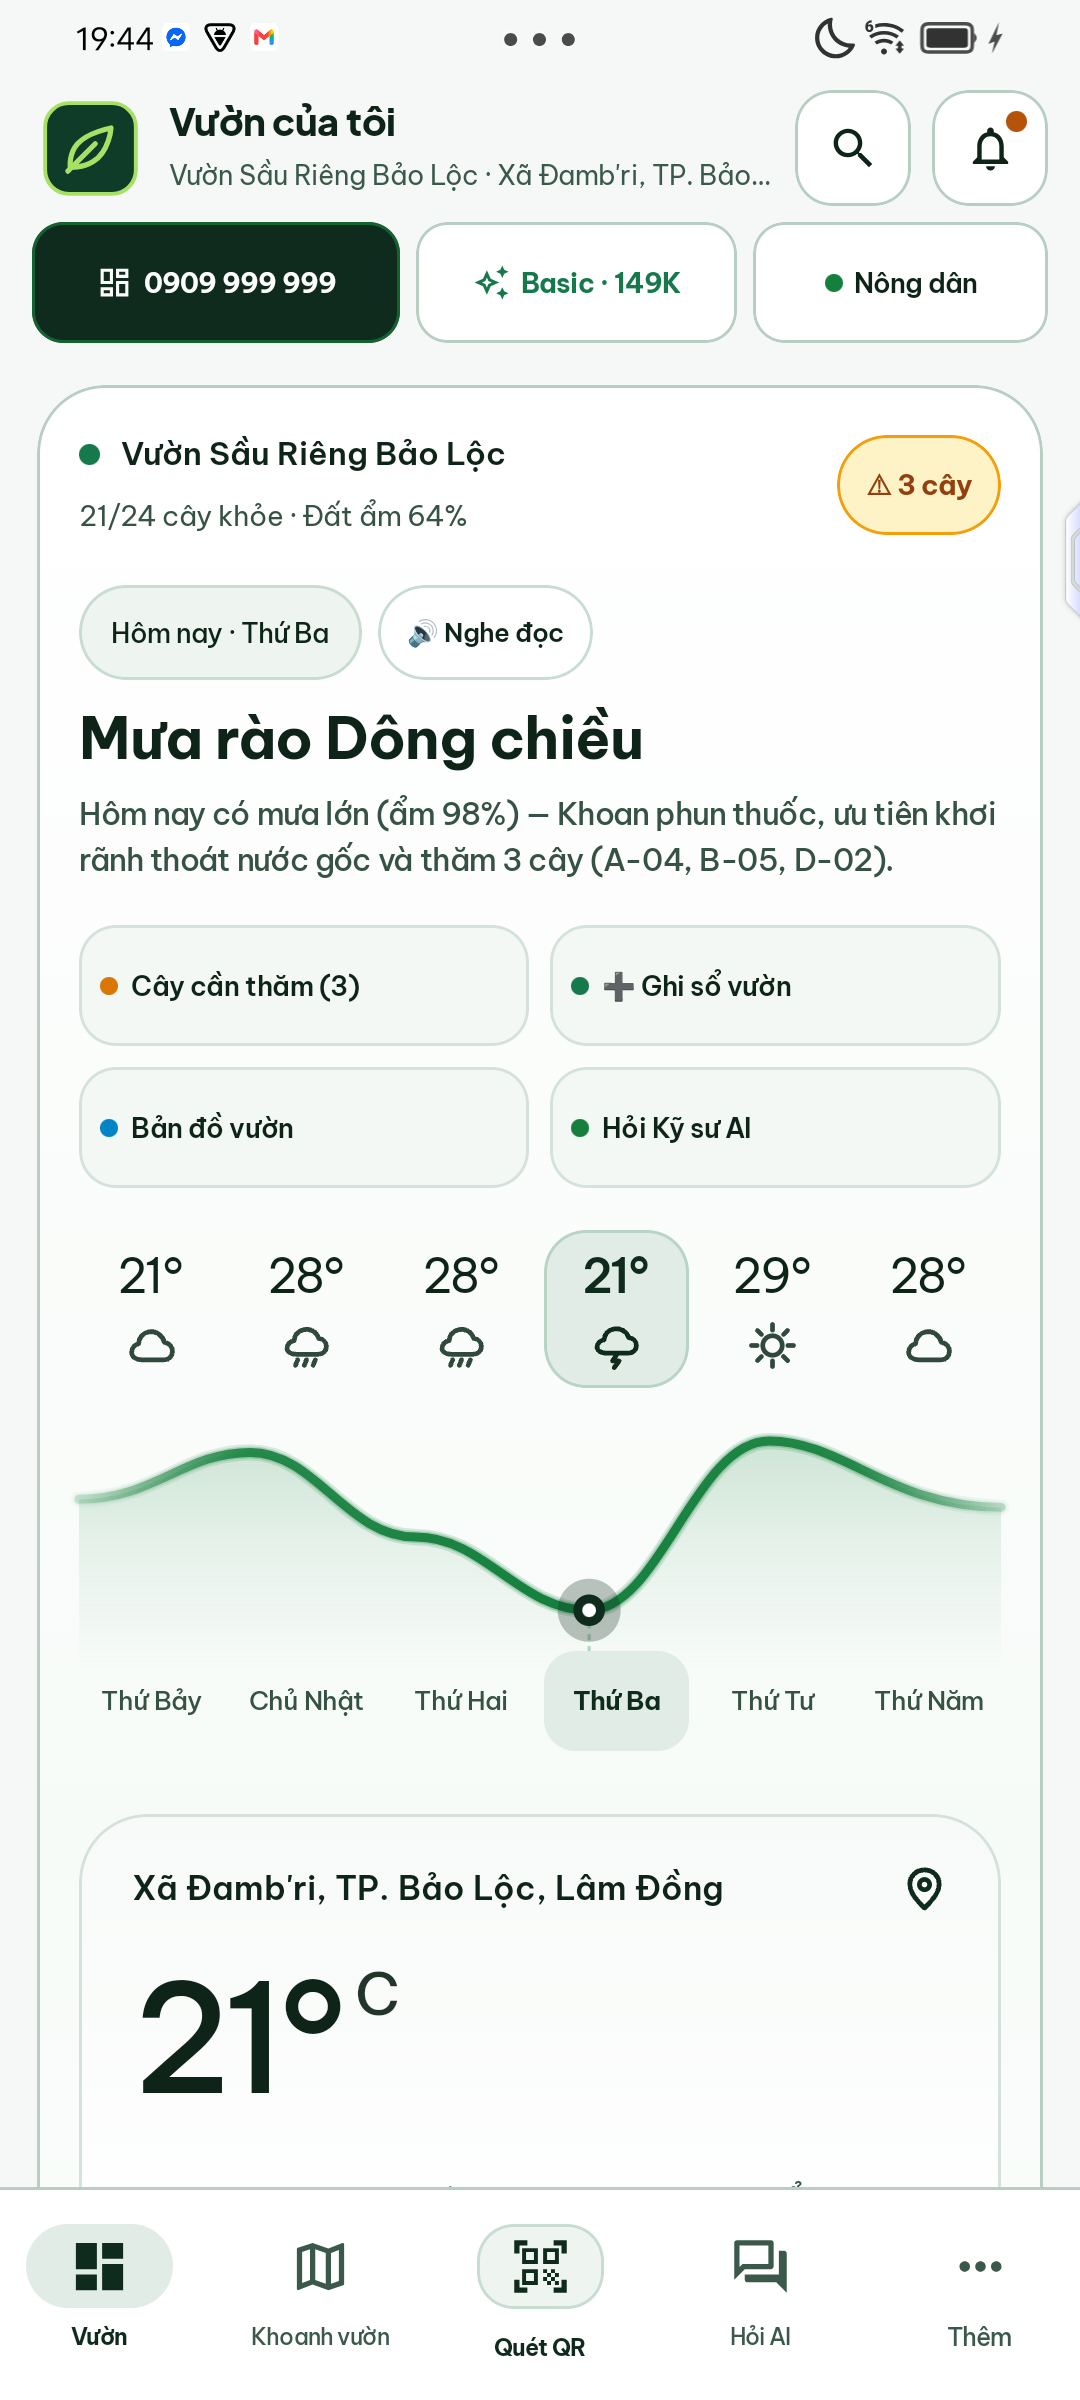 19:44
6
Vườn của tôi
Vườn Sầu Riêng Bảo Lộc · Xã Đamb'ri, TP. Bảo...
0909 999 999
Basic · 149K
Nông dân
Vườn Sầu Riêng Bảo Lộc
21/24 cây khỏe · Đất ẩm 64%
⚠ 3 cây
Hôm nay · Thứ Ba
🔊 Nghe đọc
Mưa rào Dông chiều
Hôm nay có mưa lớn (ẩm 98%) — Khoan phun thuốc, ưu tiên khơi
rãnh thoát nước gốc và thăm 3 cây (A-04, B-05, D-02).
Cây cần thăm (3)
➕ Ghi sổ vườn
Bản đồ vườn
Hỏi Kỹ sư AI
21° 28° 28° 21° 29° 28°
Thứ Bảy Chủ Nhật Thứ Hai Thứ Ba Thứ Tư Thứ Năm
Xã Đamb'ri, TP. Bảo Lộc, Lâm Đồng
21° C
Vườn
Khoanh vườn
Quét QR
Hỏi AI
Thêm